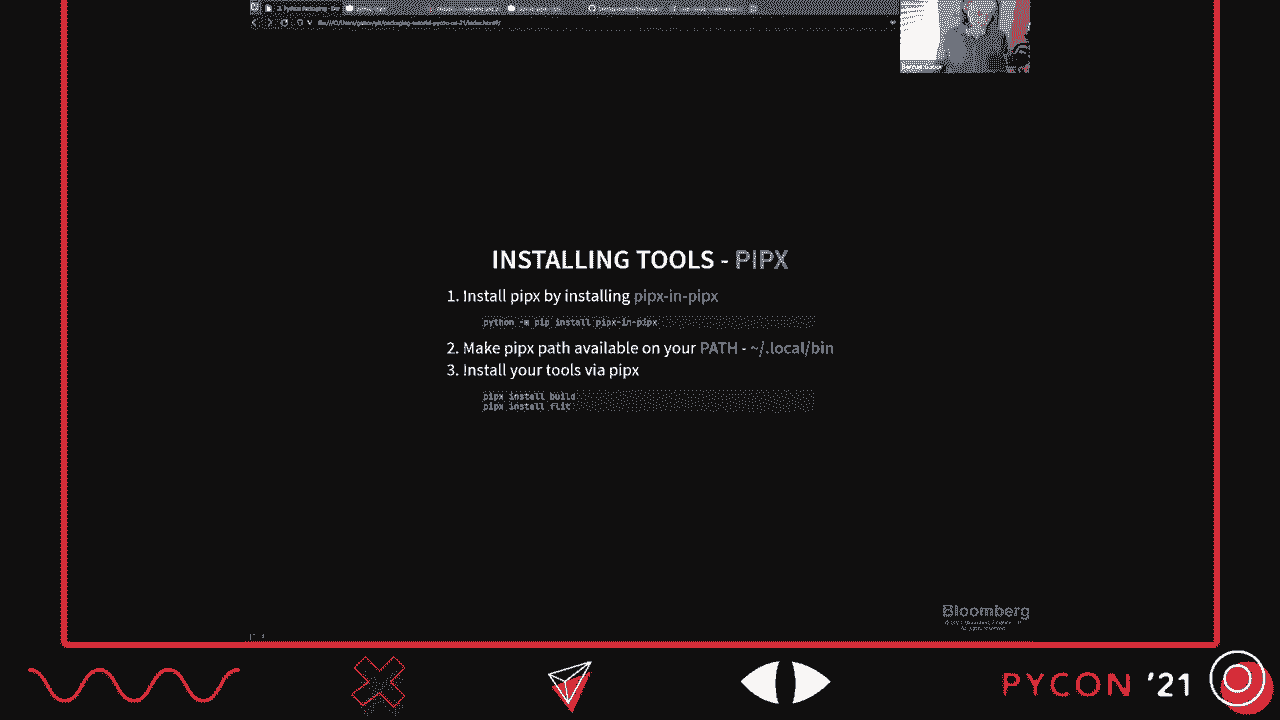 INSTALLING TOOLS - PIPX
1. Install pipx by installing pipx-in-pipx
python -m pip install pipx-in-pipx
2. Make pipx path available on your PATH - ~/.local/bin
3. Install your tools via pipx
pipx install build
pipx install flit
Bloomberg
PYCON '21